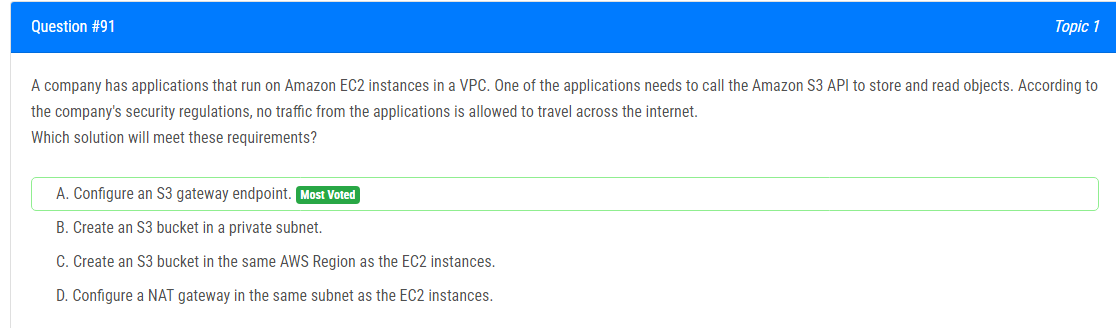 Question #91
Topic 1
A company has applications that run on Amazon EC2 instances in a VPC. One of the applications needs to call the Amazon S3 API to store and read objects. According to
the company's security regulations, no traffic from the applications is allowed to travel across the internet.
Which solution will meet these requirements?
A. Configure an S3 gateway endpoint. Most Voted
B. Create an S3 bucket in a private subnet.
C. Create an S3 bucket in the same AWS Region as the EC2 instances.
D. Configure a NAT gateway in the same subnet as the EC2 instances.